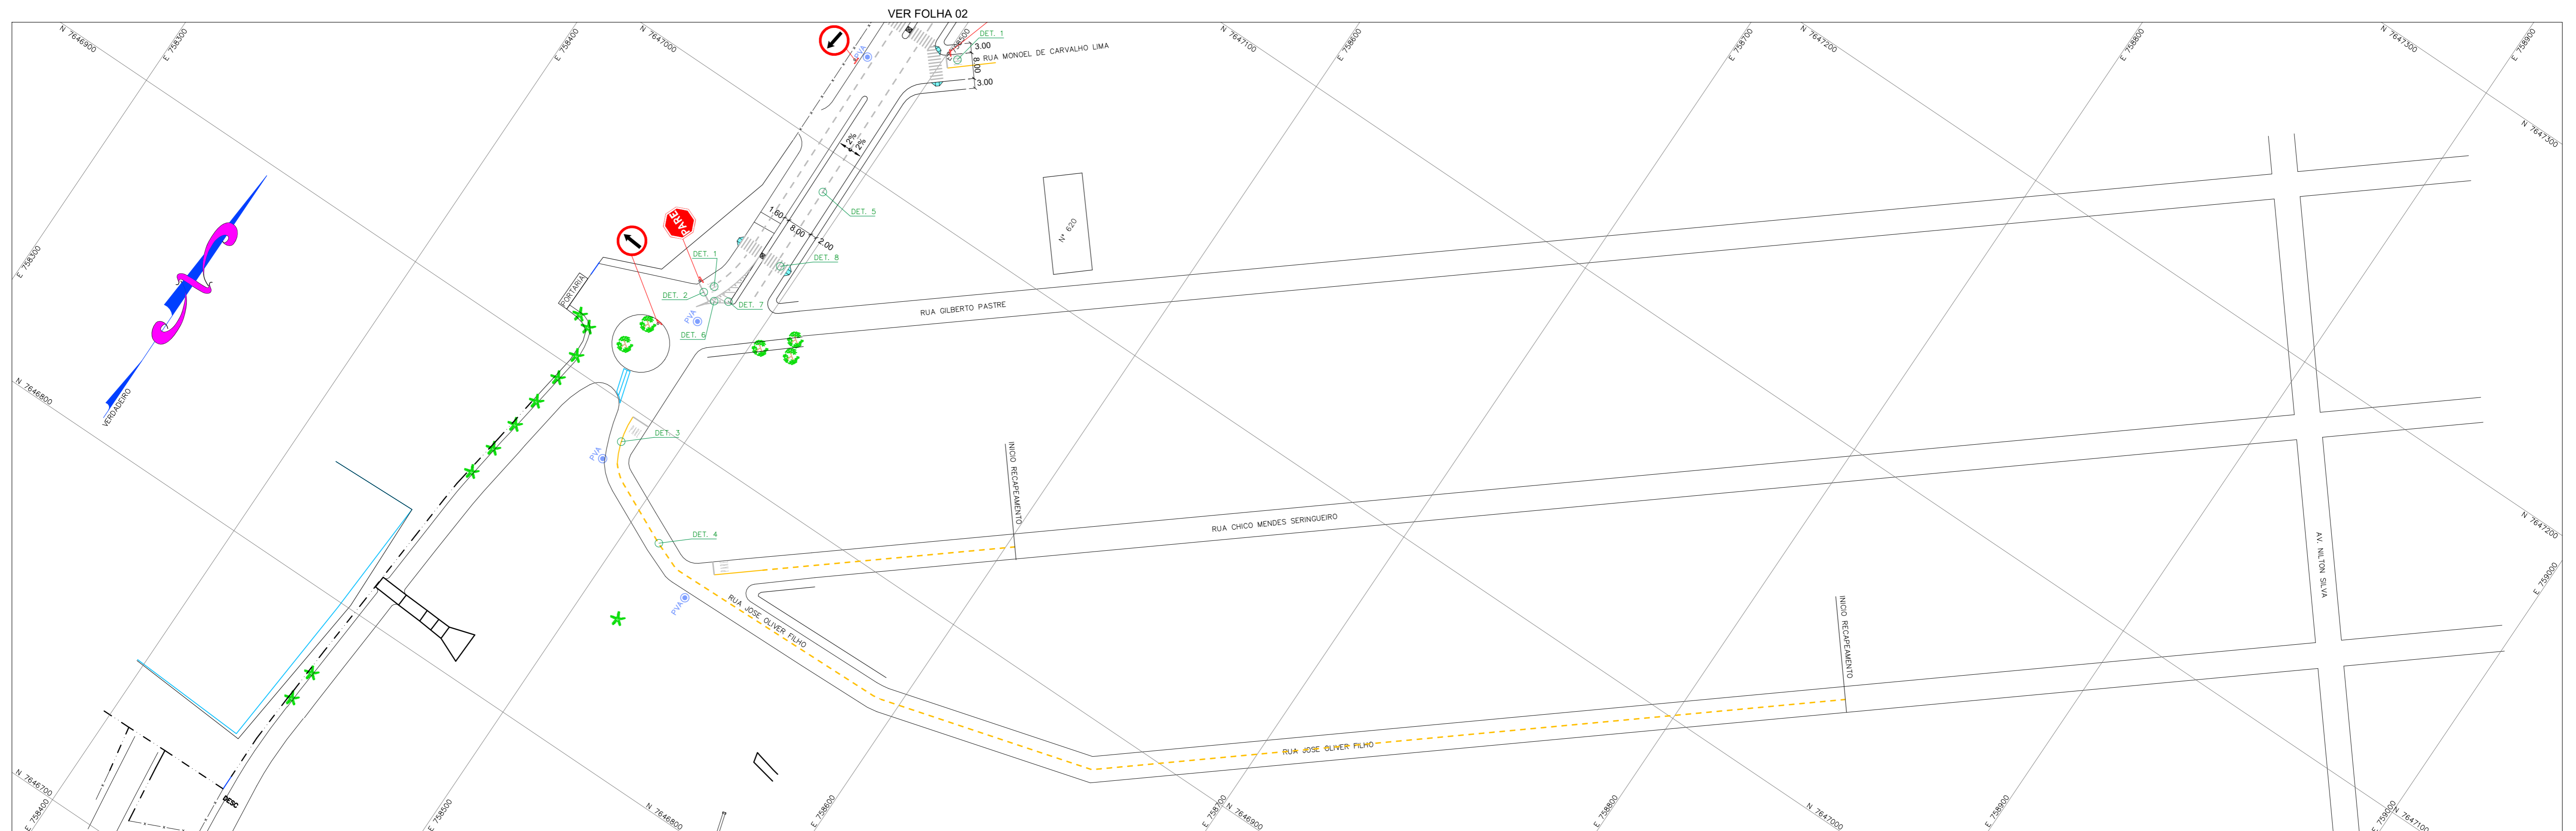 VER FOLHA 02
N 7646900
E 758300
E 758400
N 7647000
PVA
E 758500
DET. 1
3.00
RUA MONOEL DE CARVALHO LIMA
8.00
3.00
N 7647100
E 758600
E 758700
N 7647200
E 758800
N 7647300
E 758900
N 7647300
2%
2%
DET. 5
PARE
1.60
8.00
2.00
N° 620
DET. 1
DET. 8
E 758300
PORTARIA
DET. 2
DET. 7
PVA
DET. 6
RUA GILBERTO PASTRE
N 7646800
VERDADEIRO
DET. 3
PVA
INICIO RECAPEAMENTO
RUA CHICO MENDES SERINGUEIRO
N 7647200
DET. 4
AV. NILTON SILVA
E 759000
PVA
RUA JOSE OLIVER FILHO
INICIO RECAPEAMENTO
RUA JOSE OLIVER FILHO
N 7646700
DESC
E 758400
E 758500
N 7646800
E 758600
E 758700
N 7646900
E 758800
N 7647000
E 758900
E 759000
N 7647100